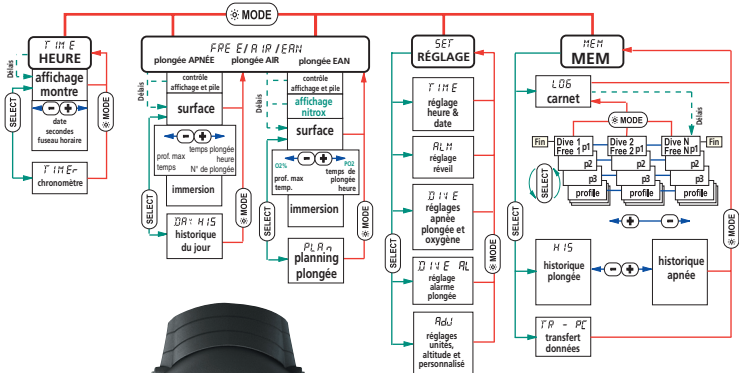 MODE
TIME
HEURE
affichage
montre
Délais
SELECT
MODE
date
secondes
fuseau horaire
TIMEr
chronomètre
FREE/AIR/EAN
plongée APNÉE plongée AIR plongée EAN
Délais
contrôle
affichage et pile
surface
temps plongée
prof. max heure
temps N° de plongée
immersion
SELECT
MODE
DAY HIS
historique
du jour
Délais
contrôle
affichage et pile
affichage
nitrox
surface
O2% PO2
prof. max temps de
temp. plongée
heure
immersion
SELECT
MODE
PLAn
planning
plongée
SET
RÉGLAGE
TIME
réglage
heure &
date
ALM
réglage
réveil
DIVE
réglages
apnée
plongée et
oxygène
DIVE AL
réglage
alarme
plongée
AdJ
réglages
unités,
altitude et
personnalisé
SELECT
MODE
MEM
MEM
LOG
carnet
Délais
MODE
Fin Dive 1 Free 1 p1 Dive 2 Free 2 p1 Dive N Free N p1 Fin
p2 p2 p2
p3 p3 p3
profile profile profile
SELECT
SELECT
MODE
HIS
historique
plongée
historique
apnée
TR - PC
transfert
données